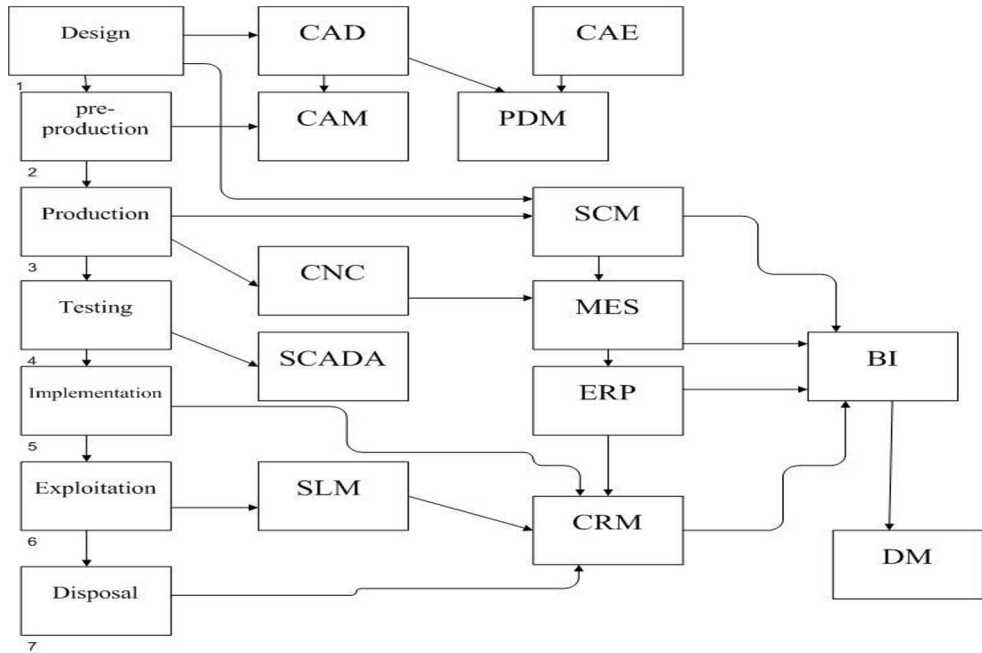 Design
CAD
CAE
1
pre-
production
CAM
PDM
2
Production
SCM
CNC
3
Testing
MES
SCADA
BI
4
Implementation
ERP
5
Exploitation
SLM
CRM
6
DM
Disposal
7